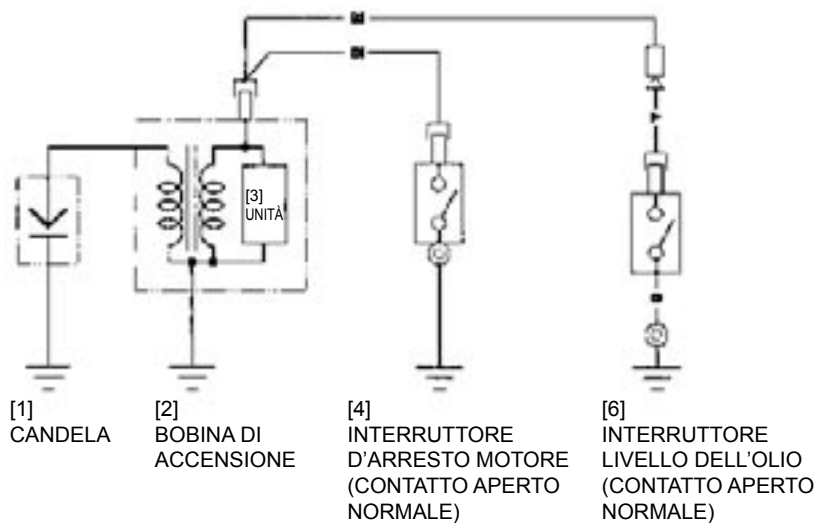 [3]
UNITÀ
[1]
CANDELA
[2]
BOBINA DI
ACCENSIONE
[4]
INTERRUTTORE
D'ARRESTO MOTORE
(CONTATTO APERTO
NORMALE)
[6]
INTERRUTTORE
LIVELLO DELL'OLIO
(CONTATTO APERTO
NORMALE)